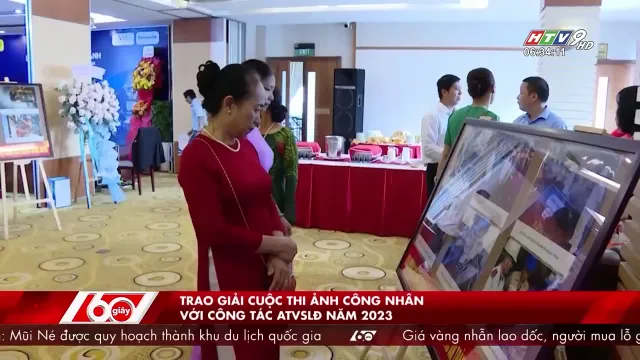 HTV9 HD
06:34:11
EXIT
60 giây
TRAO GIẢI CUỘC THI ẢNH CÔNG NHÂN
VỚI CÔNG TÁC ATVSLĐ NĂM 2023
: Mũi Né được quy hoạch thành khu du lịch quốc gia
Giá vàng nhẫn lao dốc, người mua lỗ